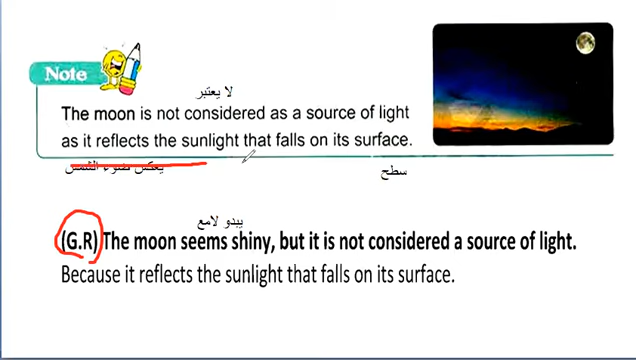 Note
لا يعتبر
The moon is not considered as a source of light
as it reflects the sunlight that falls on its surface.
يعكس ضوء الشمس
سطح
يبدو لامع
(G.R) The moon seems shiny, but it is not considered a source of light.
Because it reflects the sunlight that falls on its surface.